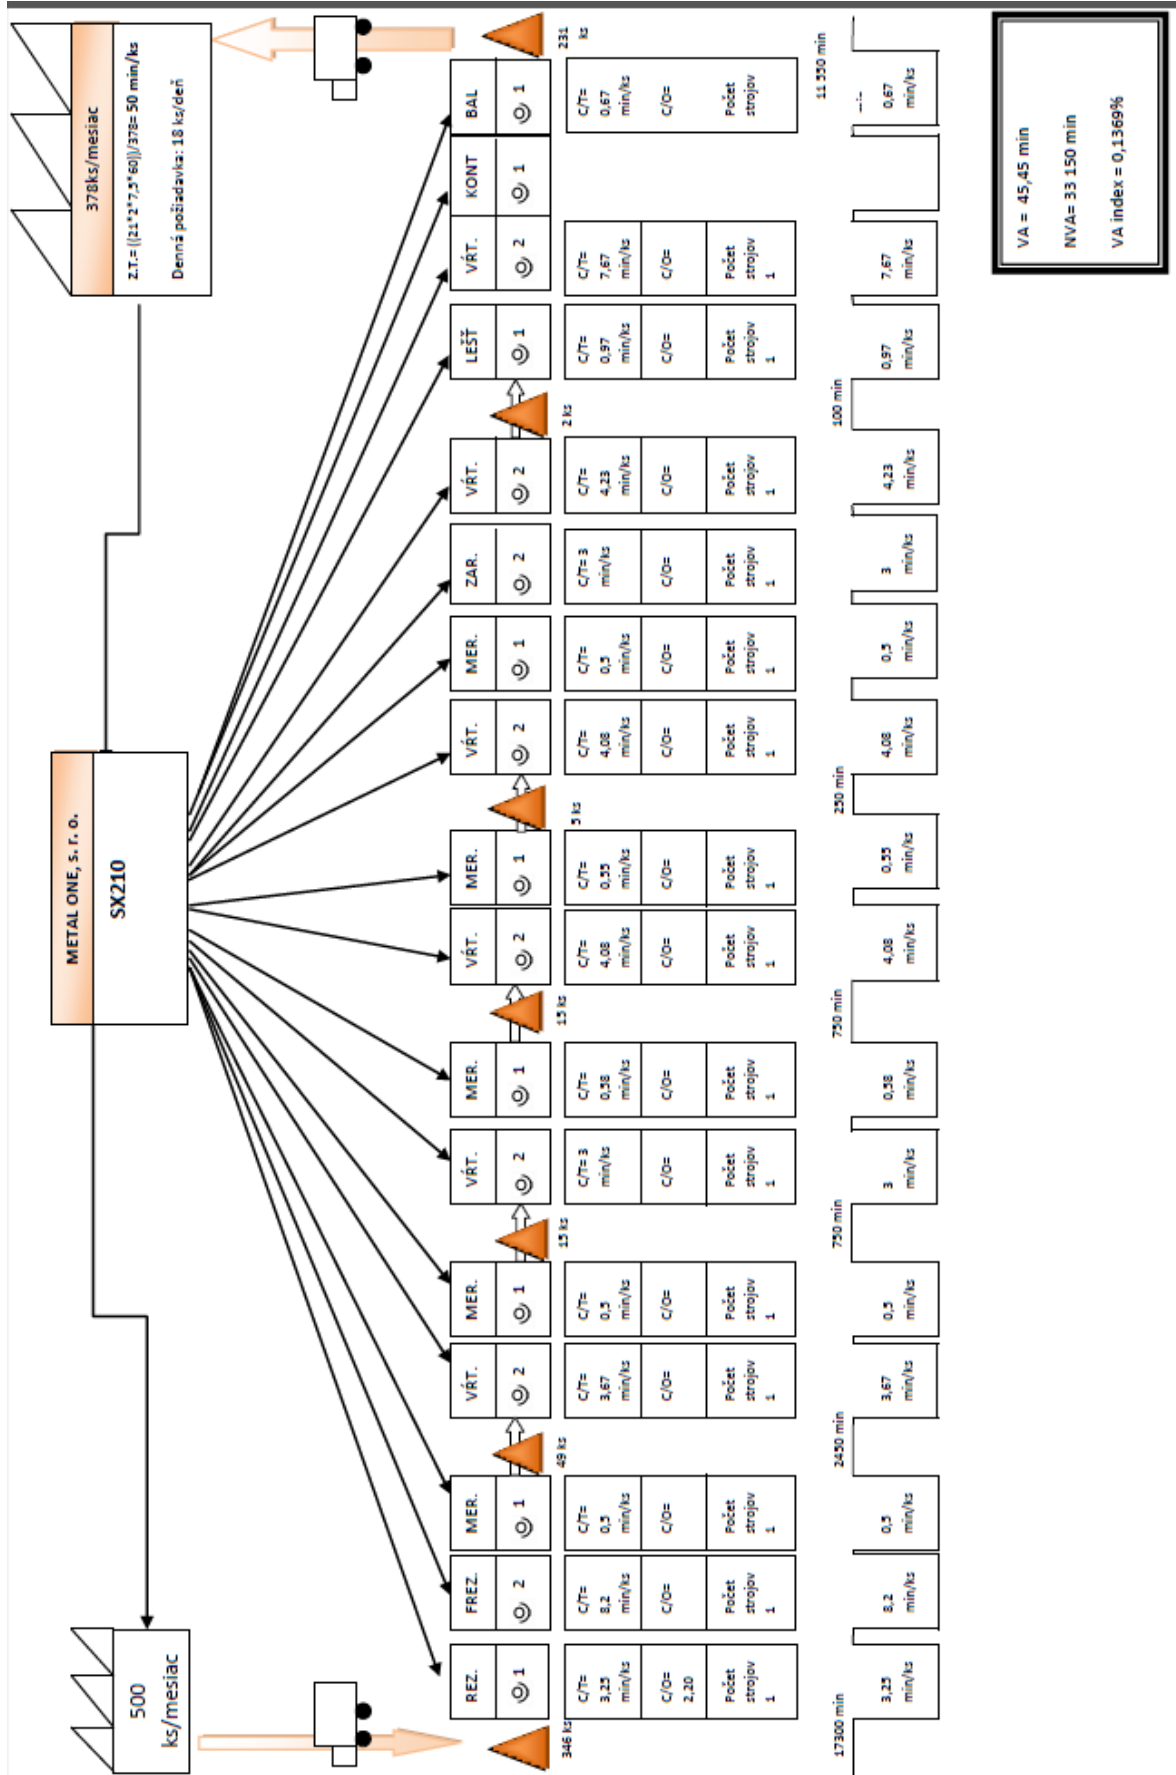 500
ks/mesiac
METAL ONE, s. r. o.
SX210
378ks/mesiac
Z.T.= ((21*2*7,5*60))/378= 50 min/ks
Denná požiadavka: 18 ks/deň
REZ.
1
FREZ.
2
MER.
1
VŔT.
2
MER.
1
VŔT.
2
MER.
1
VŔT.
2
MER.
1
VŔT.
2
MER.
1
ZAR.
2
VŔT.
2
LEŠŤ
1
VŔT.
2
KONT
1
BAL
1
346 ks
49 ks
15 ks
15 ks
5 ks
2 ks
231
ks
C/T=
3,25
min/ks
C/O=
2,20
Počet
strojov
1
C/T=
8,2
min/ks
C/O=
Počet
strojov
1
C/T=
0,5
min/ks
C/O=
Počet
strojov
1
C/T=
3,67
min/ks
C/O=
Počet
strojov
1
C/T=
0,5
min/ks
C/O=
Počet
strojov
1
C/T= 3
min/ks
C/O=
Počet
strojov
1
C/T=
0,58
min/ks
C/O=
Počet
strojov
1
C/T=
4,08
min/ks
C/O=
Počet
strojov
1
C/T=
0,55
min/ks
C/O=
Počet
strojov
1
C/T=
4,08
min/ks
C/O=
Počet
strojov
1
C/T=
0,5
min/ks
C/O=
Počet
strojov
1
C/T= 3
min/ks
C/O=
Počet
strojov
1
C/T=
4,23
min/ks
C/O=
Počet
strojov
1
C/T=
0,97
min/ks
C/O=
Počet
strojov
1
C/T=
7,67
min/ks
C/O=
Počet
strojov
1
C/T=
0,67
min/ks
C/O=
Počet
strojov
17300 min
3,25
min/ks
8,2
min/ks
0,5
min/ks
2450 min
3,67
min/ks
0,5
min/ks
750 min
3
min/ks
0,58
min/ks
750 min
4,08
min/ks
0,55
min/ks
250 min
4,08
min/ks
0,5
min/ks
3
min/ks
4,23
min/ks
100 min
0,97
min/ks
7,67
min/ks
0,67
min/ks
11 550 min
VA = 45,45 min
NVA= 33 150 min
VA index = 0,1369%